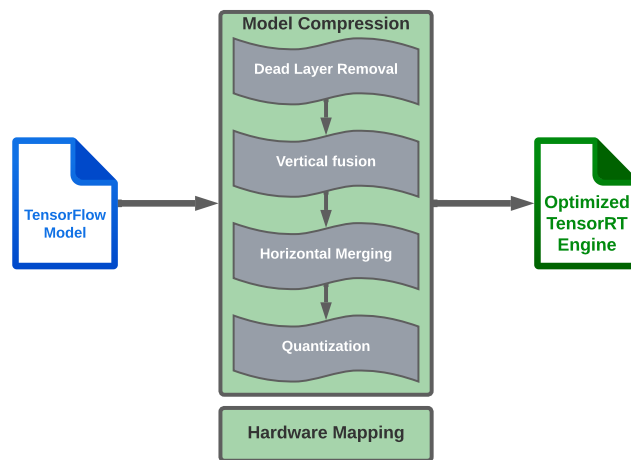 Model Compression
Dead Layer Removal
Vertical fusion
Horizontal Merging
Quantization
Hardware Mapping
TensorFlow
Model
Optimized
TensorRT
Engine